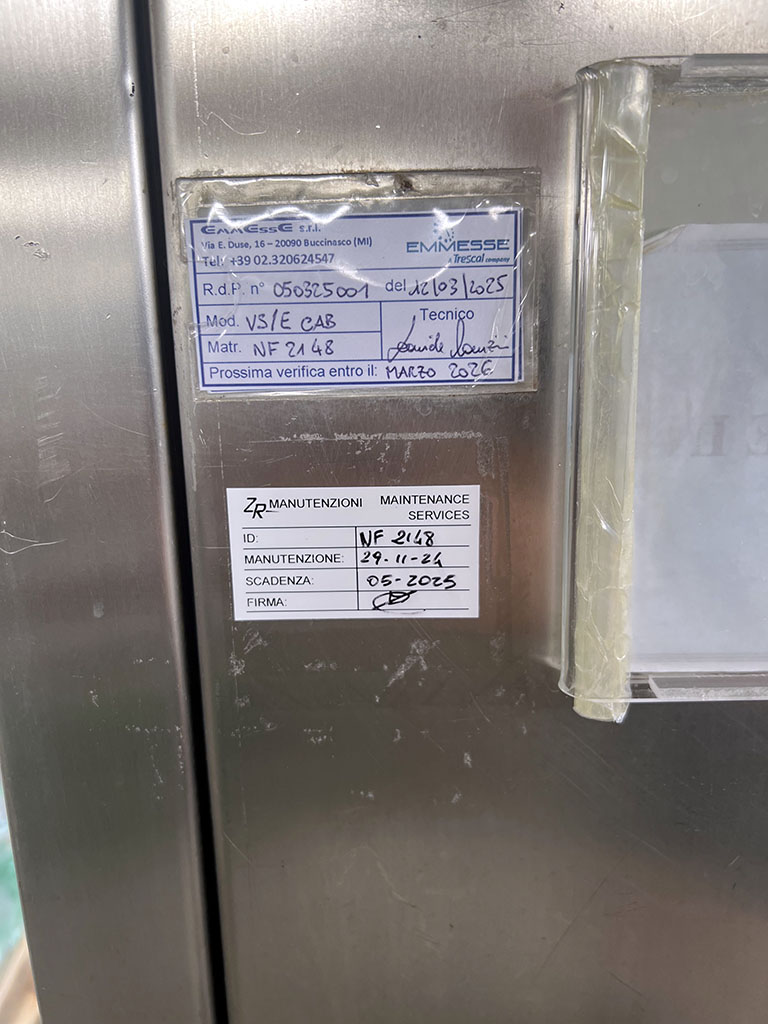 EMMEssE s.r.l.
Via E. Duse, 16 – 20090 Buccinasco (MI)
Tel: +39 02.320624547
EMMESSE
a Trescal company
R.d.P. n° 050325001 del 12/03/2025
Mod. VS/E CAB
Tecnico
Matr. NF 2148
Davide
Prossima verifica entro il: MARZO 2026
ZR MANUTENZIONI MAINTENANCE
SERVICES
ID: NF 2148
MANUTENZIONE: 29-11-24
SCADENZA: 05-2025
FIRMA: